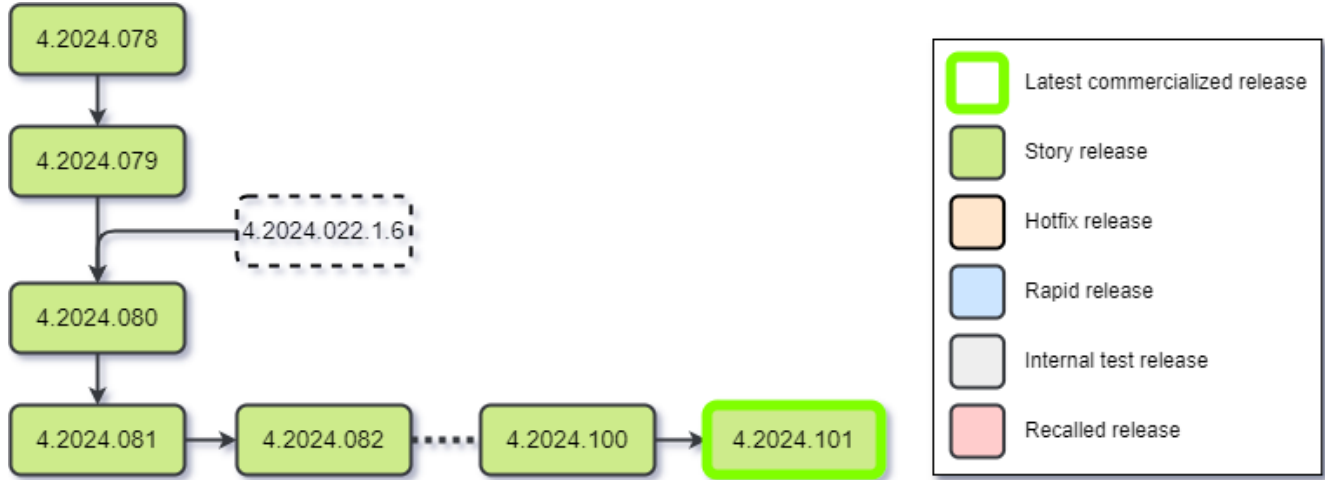 4.2024.078
4.2024.079
4.2024.022.1.6
4.2024.080
4.2024.081
4.2024.082
4.2024.100
4.2024.101
Latest commercialized release
Story release
Hotfix release
Rapid release
Internal test release
Recalled release